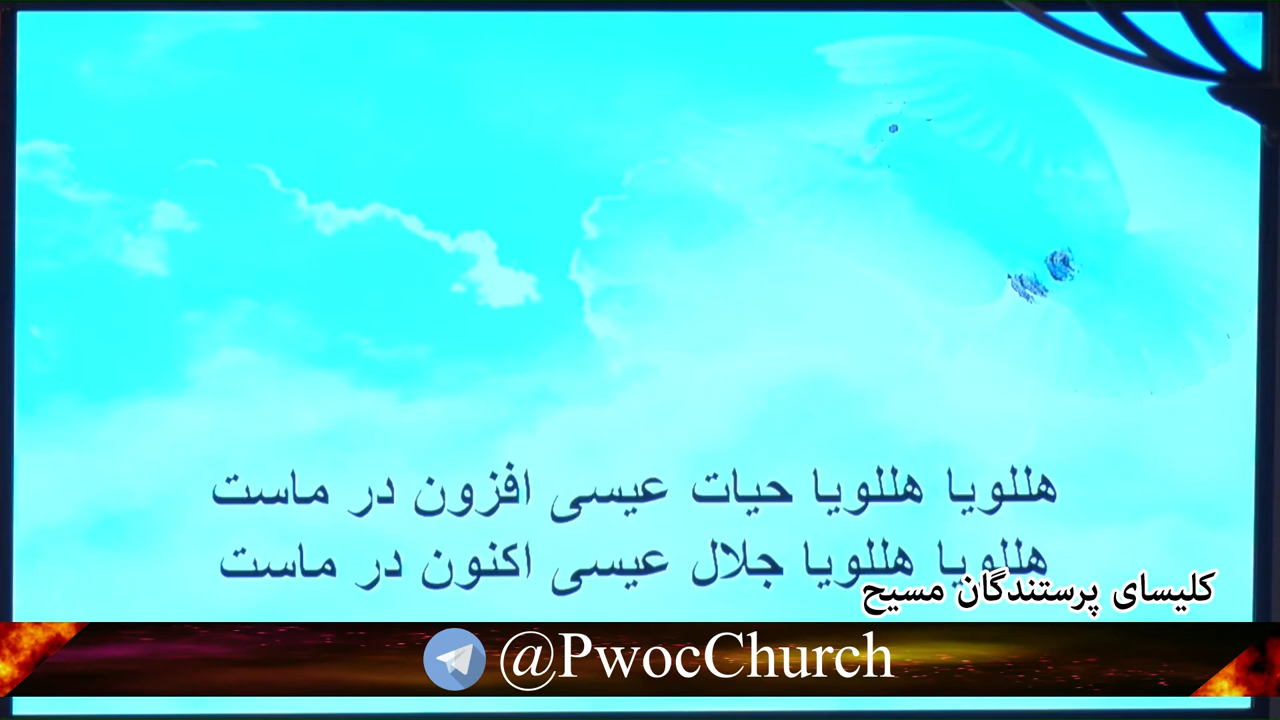 هللویا هللویا حیات عیسی افزون در ماست
هللویا هللویا جلال عیسی اکنون در ماست
کلیسای پرستندگان مسیح
@PwocChurch